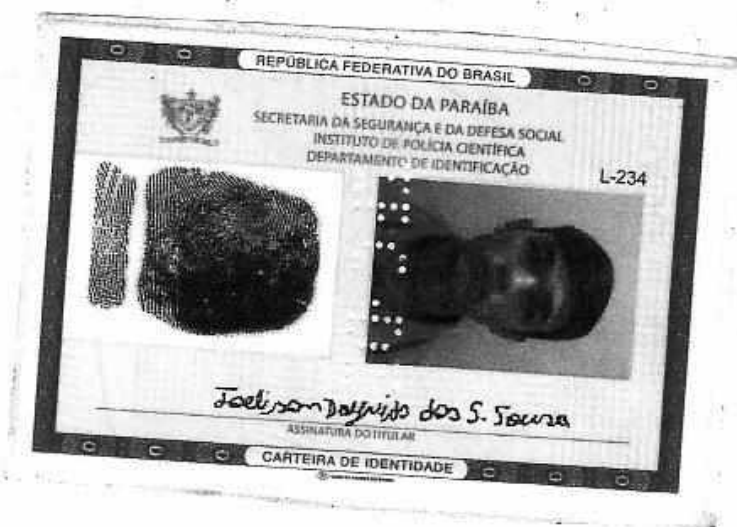 REPÚBLICA FEDERATIVA DO BRASIL
ESTADO DA PARAÍBA
SECRETARIA DA SEGURANÇA E DA DEFESA SOCIAL
INSTITUTO DE POLÍCIA CIENTÍFICA
DEPARTAMENTO DE IDENTIFICAÇÃO
L-234
Joelison dos S. Souza
ASSINATURA DO TITULAR
CARTEIRA DE IDENTIDADE